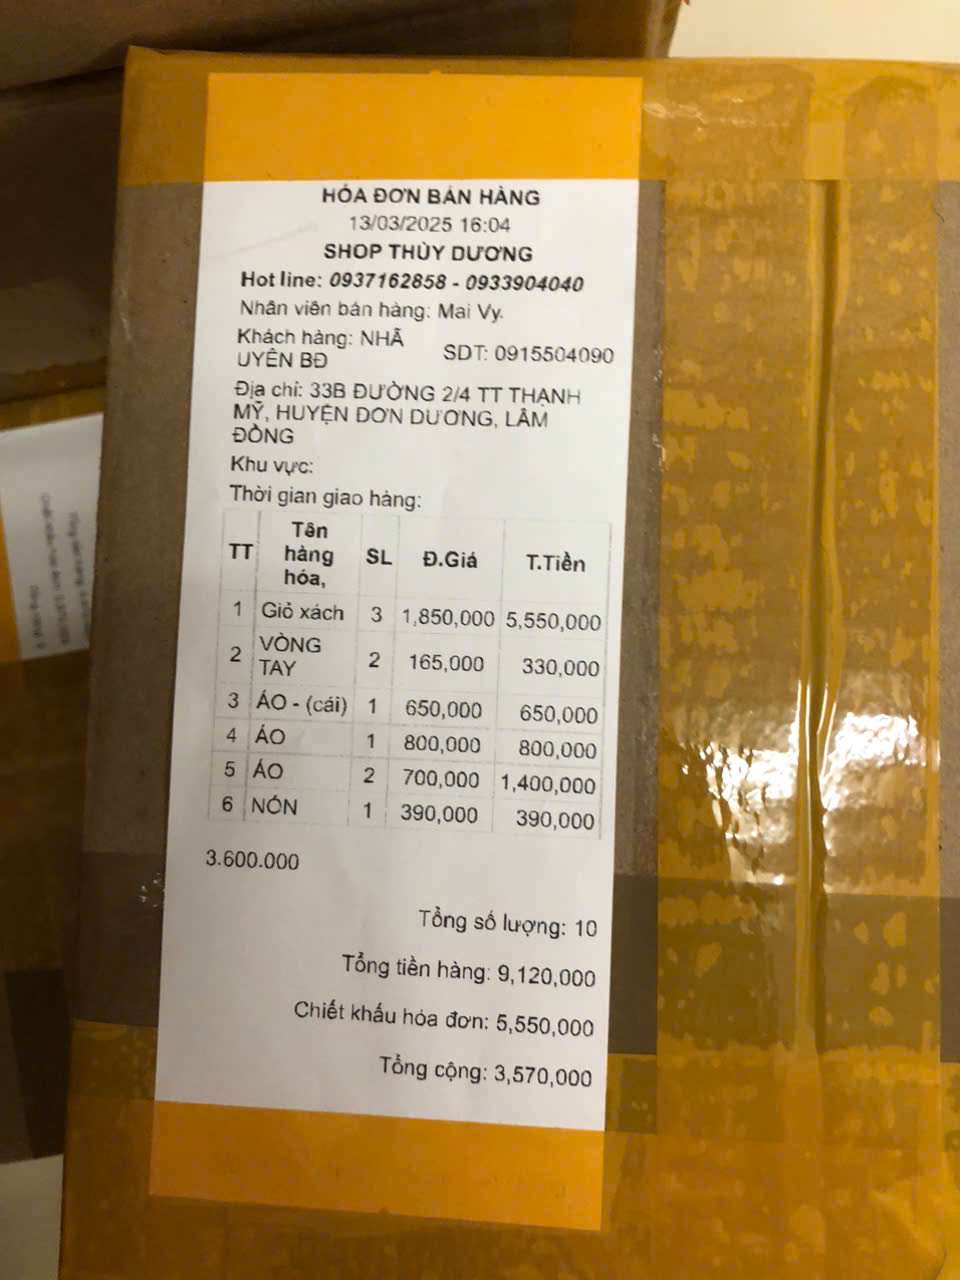 HÓA ĐƠN BÁN HÀNG
13/03/2025 16:04
SHOP THÙY DƯƠNG
Hot line: 0937162858 - 0933904040
Nhân viên bán hàng: Mai Vy.
Khách hàng: NHÃ UYÊN BĐ SDT: 0915504090
Địa chỉ: 33B ĐƯỜNG 2/4 TT THẠNH
MỸ, HUYỆN ĐƠN DƯƠNG, LÂM
ĐỒNG
Khu vực:
Thời gian giao hàng:
TT Tên hàng hóa, SL Đ.Giá T.Tiền
1 Giỏ xách 3 1,850,000 5,550,000
2 VÒNG TAY 2 165,000 330,000
3 ÁO - (cái) 1 650,000 650,000
4 ÁO 1 800,000 800,000
5 ÁO 2 700,000 1,400,000
6 NÓN 1 390,000 390,000
3.600.000
Tổng số lượng: 10
Tổng tiền hàng: 9,120,000
Chiết khấu hóa đơn: 5,550,000
Tổng cộng: 3,570,000